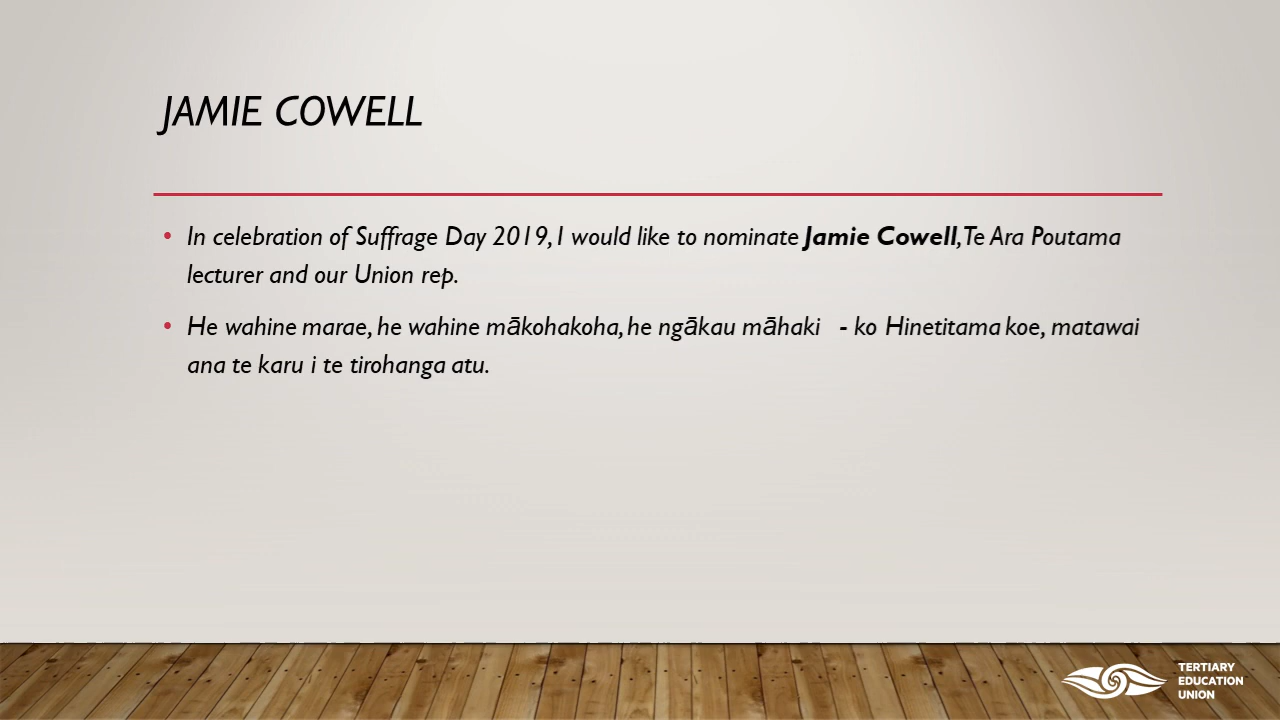 JAMIE COWELL
• In celebration of Suffrage Day 2019, I would like to nominate Jamie Cowell, Te Ara Poutama
lecturer and our Union rep.
• He wahine marae, he wahine mākohakoha, he ngākau māhaki - ko Hinetitama koe, matawai
ana te karu i te tirohanga atu.
TERTIARY
EDUCATION
UNION